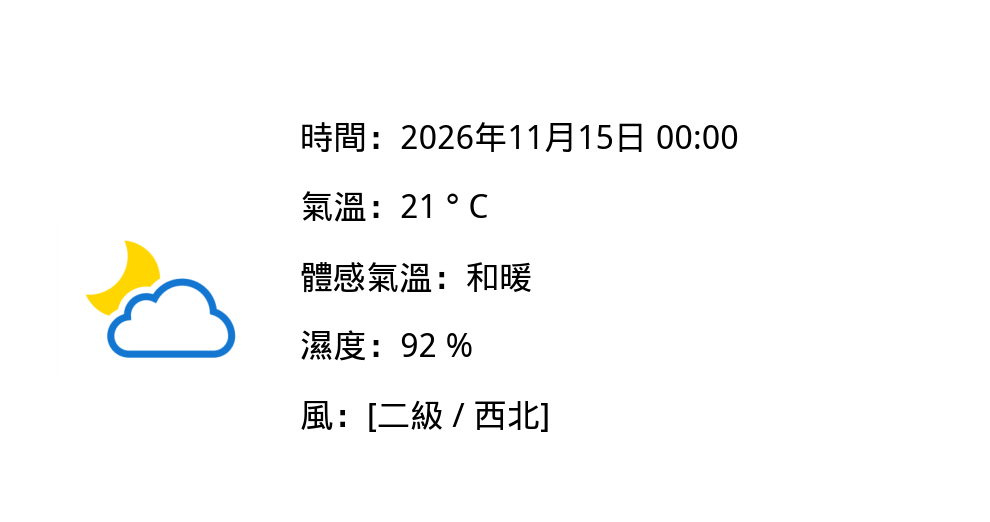 時間：2026年11月15日 00:00
氣溫：21 ° C
體感氣溫：和暖
濕度：92 %
風：[二級 / 西北]